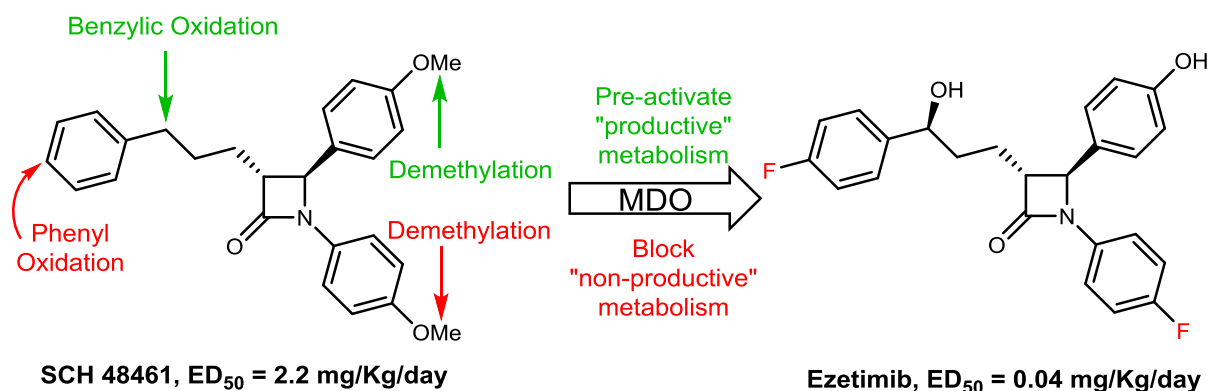 Benzylic Oxidation
OMe
Demethylation
Phenyl
Oxidation
O
N
Demethylation
OMe
SCH 48461, ED50 = 2.2 mg/Kg/day
Pre-activate
"productive"
metabolism
MDO
Block
"non-productive"
metabolism
OH
OH
F
O
N
F
Ezetimib, ED50 = 0.04 mg/Kg/day